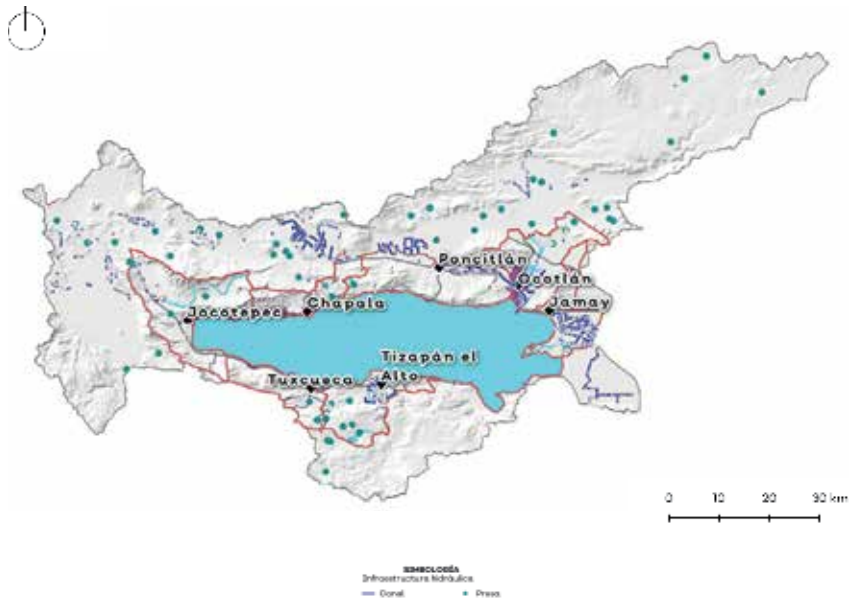 Poncitlán
Ocotlán
Jamay
Chapala
Jocotepec
Tizapán el
Alto
Tuxcueca
0 10 20 30 km
SIMBOLOGÍA
Infraestructura hidráulica
Canal Presa